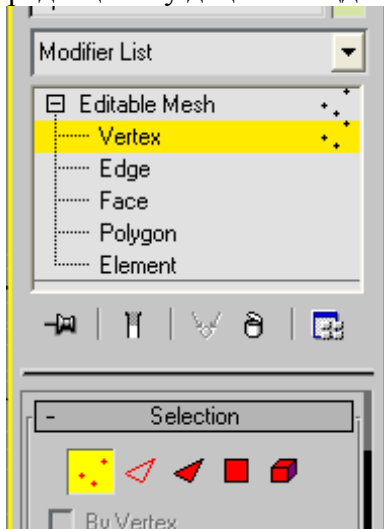 Modifier List
Editable Mesh
Vertex
Edge
Face
Polygon
Element
- Selection
By Vertex